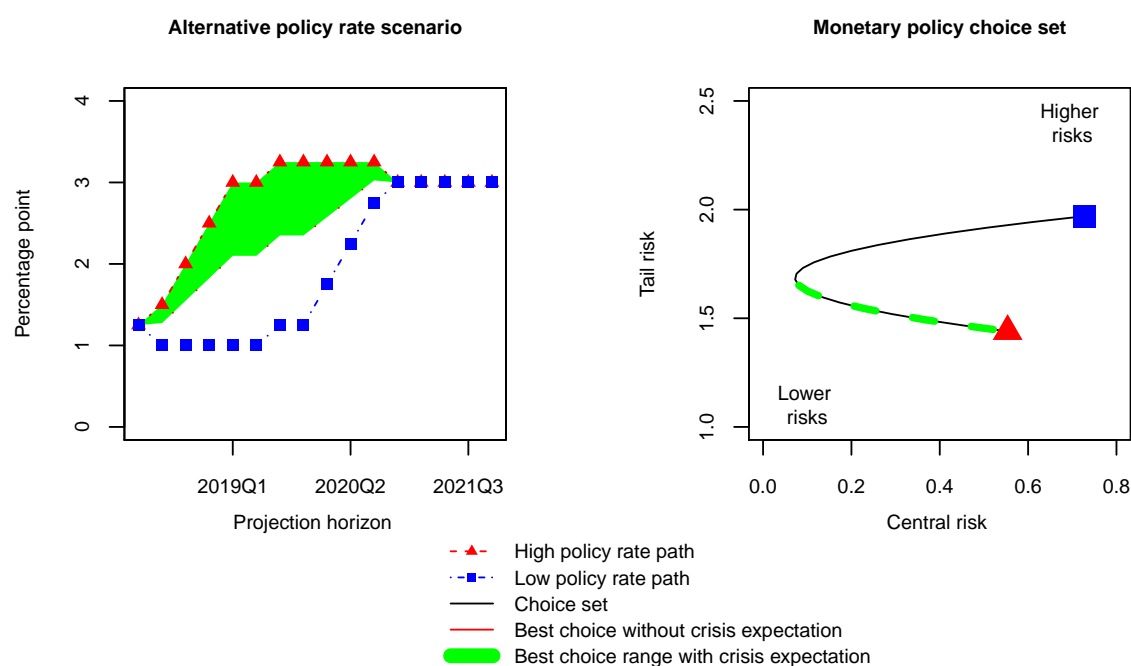 Alternative policy rate scenario
Percentage point
4
3
2
1
0
2019Q1 2020Q2 2021Q3
Projection horizon
Monetary policy choice set
Tail risk
2.5
2.0
1.5
1.0
Higher
risks
Lower
risks
0.0 0.2 0.4 0.6 0.8
Central risk
High policy rate path
Low policy rate path
Choice set
Best choice without crisis expectation
Best choice range with crisis expectation